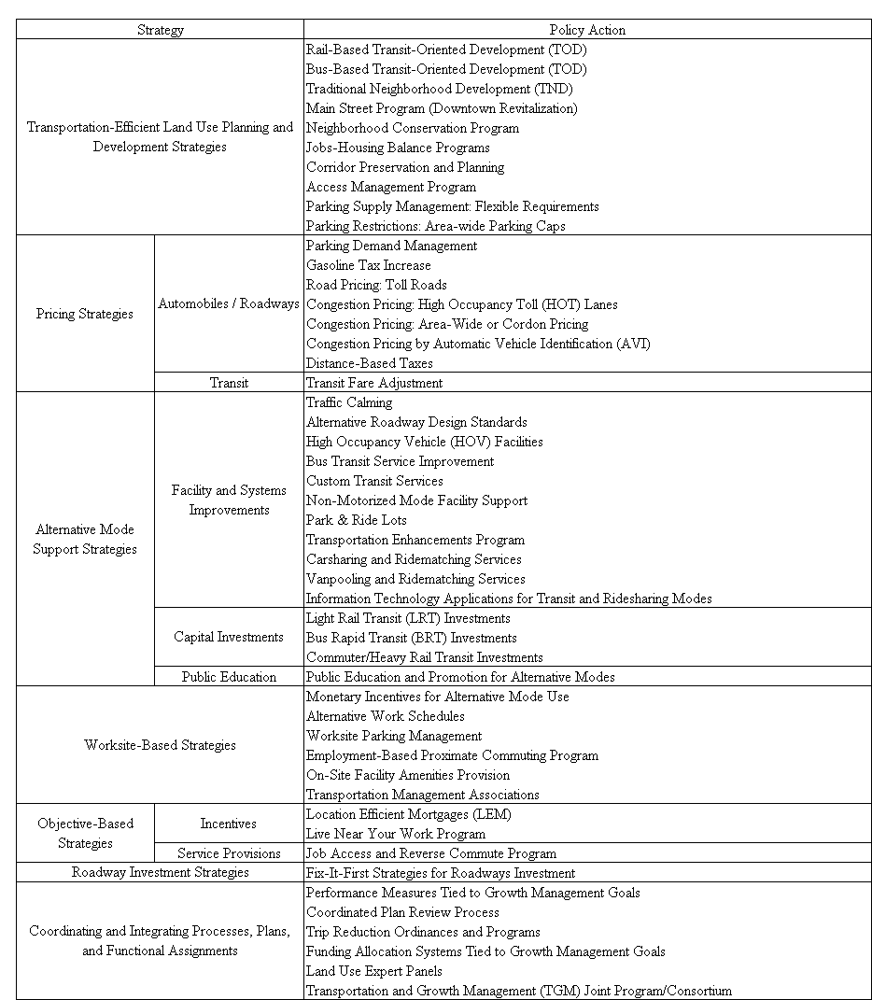 Strategy
Policy Action
Transportation-Efficient Land Use Planning and
Development Strategies
Rail-Based Transit-Oriented Development (TOD)
Bus-Based Transit-Oriented Development (TOD)
Traditional Neighborhood Development (TND)
Main Street Program (Downtown Revitalization)
Neighborhood Conservation Program
Jobs-Housing Balance Programs
Corridor Preservation and Planning
Access Management Program
Parking Supply Management: Flexible Requirements
Parking Restrictions: Area-wide Parking Caps
Pricing Strategies
Automobiles / Roadways
Parking Demand Management
Gasoline Tax Increase
Road Pricing: Toll Roads
Congestion Pricing: High Occupancy Toll (HOT) Lanes
Congestion Pricing: Area-Wide or Cordon Pricing
Congestion Pricing by Automatic Vehicle Identification (AVI)
Distance-Based Taxes
Transit
Transit Fare Adjustment
Alternative Mode
Support Strategies
Facility and Systems
Improvements
Traffic Calming
Alternative Roadway Design Standards
High Occupancy Vehicle (HOV) Facilities
Bus Transit Service Improvement
Custom Transit Services
Non-Motorized Mode Facility Support
Park & Ride Lots
Transportation Enhancements Program
Carsharing and Ridematching Services
Vanpooling and Ridematching Services
Information Technology Applications for Transit and Ridesharing Modes
Capital Investments
Light Rail Transit (LRT) Investments
Bus Rapid Transit (BRT) Investments
Commuter/Heavy Rail Transit Investments
Public Education
Public Education and Promotion for Alternative Modes
Worksite-Based Strategies
Monetary Incentives for Alternative Mode Use
Alternative Work Schedules
Worksite Parking Management
Employment-Based Proximate Commuting Program
On-Site Facility Amenities Provision
Transportation Management Associations
Objective-Based
Strategies
Incentives
Location Efficient Mortgages (LEM)
Live Near Your Work Program
Service Provisions
Job Access and Reverse Commute Program
Roadway Investment Strategies
Fix-It-First Strategies for Roadways Investment
Coordinating and Integrating Processes, Plans,
and Functional Assignments
Performance Measures Tied to Growth Management Goals
Coordinated Plan Review Process
Trip Reduction Ordinances and Programs
Funding Allocation Systems Tied to Growth Management Goals
Land Use Expert Panels
Transportation and Growth Management (TGM) Joint Program/Consortium